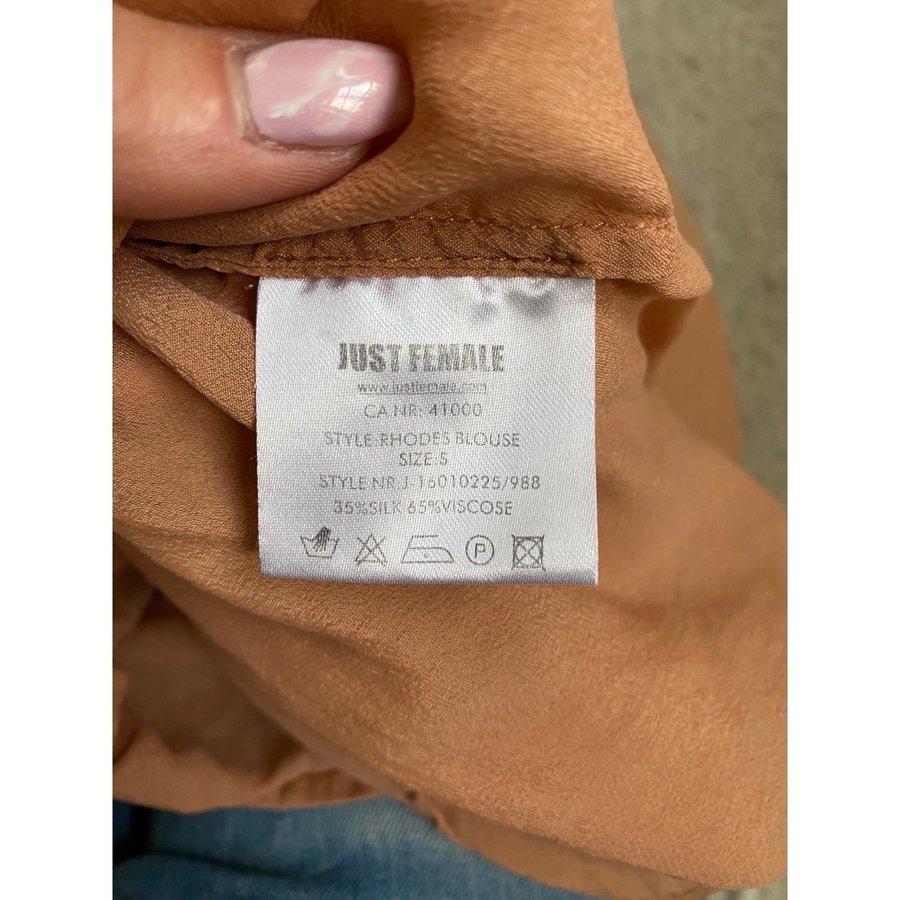 JUST FEMALE
www.justfemale.com
CA NR: 41000
STYLE:RHODES BLOUSE
SIZE:S
STYLE NR.J-16010225/988
35%SILK 65%VISCOSE
P